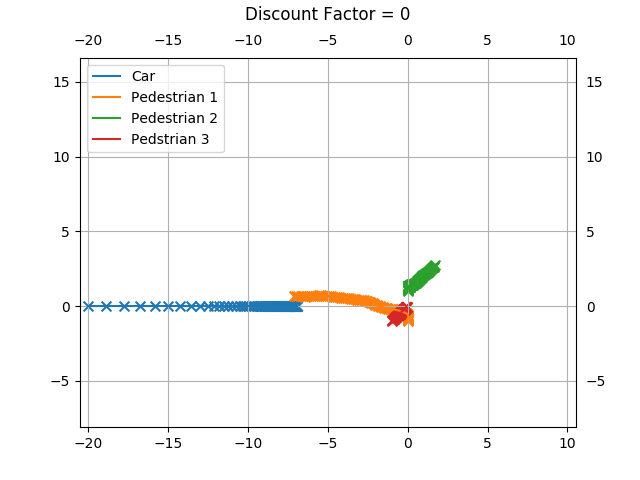 Discount Factor = 0
−20 −15 −10 −5 0 5 10
Car
Pedestrian 1
Pedestrian 2
Pedstrian 3
15 15
10 10
5 5
0 0
−5 −5
−20 −15 −10 −5 0 5 10